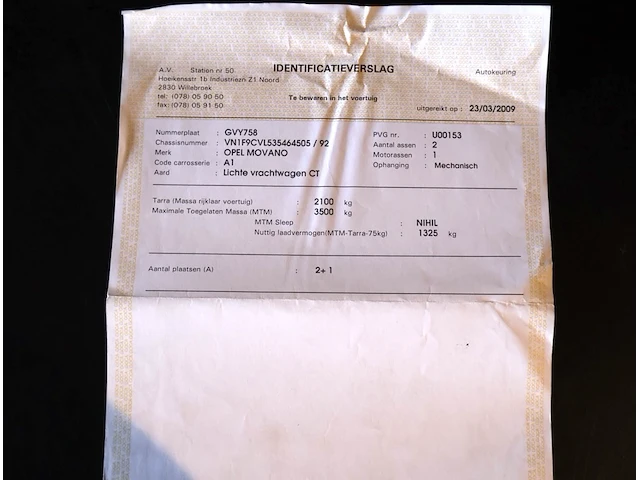 A.V. Station nr 50 IDENTIFICATIEVERSLAG Autokeuring
Hoeikensstr 1b Industriezn Z1 Noord
2830 Willebroek
tel: (078) 05 90 50 Te bewaren in het voertuig
fax: (078) 05 91 50 uitgereikt op : 23/03/2009
Nummerplaat : GVY758 PVG nr. : U00153
Chassisnummer : VN1F9CVL535464505 / 92 Aantal assen : 2
Merk : OPEL MOVANO Motorassen : 1
Code carrosserie : A1 Ophanging : Mechanisch
Aard : Lichte vrachtwagen CT
Tarra (Massa rijklaar voertuig) : 2100 kg
Maximale Toegelaten Massa (MTM) : 3500 kg
MTM Sleep : NIHIL
Nuttig laadvermogen(MTM-Tarra-75kg) : 1325 kg
Aantal plaatsen (A) : 2+1